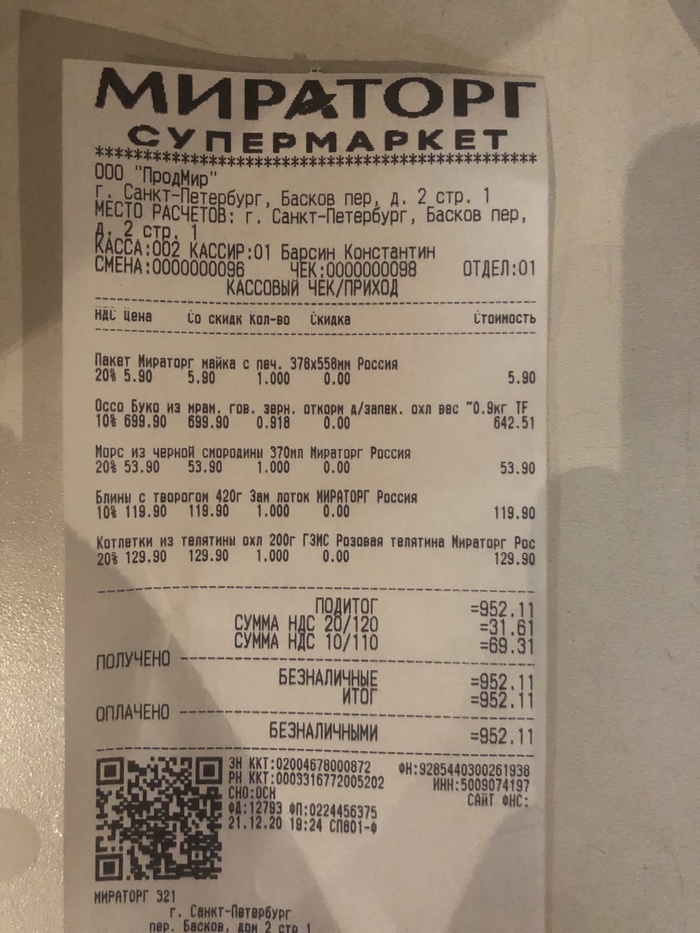 МИРАТОРГ
СУПЕРМАРКЕТ
****************************************************
ООО "ПродМир"
г. Санкт-Петербург, Басков пер, д. 2 стр. 1
МЕСТО РАСЧЕТОВ: г. Санкт-Петербург, Басков пер,
д. 2 стр. 1
КАССА:002 КАССИР:01 Барсин Константин
СМЕНА:0000000096 ЧЕК:0000000098 ОТДЕЛ:01
КАССОВЫЙ ЧЕК/ПРИХОД
НДС Цена Со скидк Кол-во Скидка Стоимость
Пакет Мираторг майка с печ. 378х558мм Россия
20% 5.90 5.90 1.000 0.00 5.90
Оссо Буко из мрам. гов. зерн. откорм д/запек. охл вес ~0.9кг TF
10% 699.90 699.90 0.918 0.00 642.51
Морс из черной смородины 370мл Мираторг Россия
20% 53.90 53.90 1.000 0.00 53.90
Блины с творогом 420г Зам лоток МИРАТОРГ Россия
10% 119.90 119.90 1.000 0.00 119.90
Котлетки из телятины охл 200г ГЗМС Розовая телятина Мираторг Рос
20% 129.90 129.90 1.000 0.00 129.90
ПОДИТОГ =952.11
СУММА НДС 20/120 =31.61
СУММА НДС 10/110 =69.31
ПОЛУЧЕНО
БЕЗНАЛИЧНЫЕ =952.11
ИТОГ =952.11
ОПЛАЧЕНО
БЕЗНАЛИЧНЫМИ =952.11
ЗН ККТ:02004678000872 ФН:9285440300261938
РН ККТ:0003316772005202 ИНН:5009074197
СНО:ОСН САЙТ ФНС:
ФД:12793 ФП:0224456375
21.12.20 19:24 СП801-Ф
МИРАТОРГ 321
г. Санкт-Петербург
пер. Басков, дом 2 стр 1